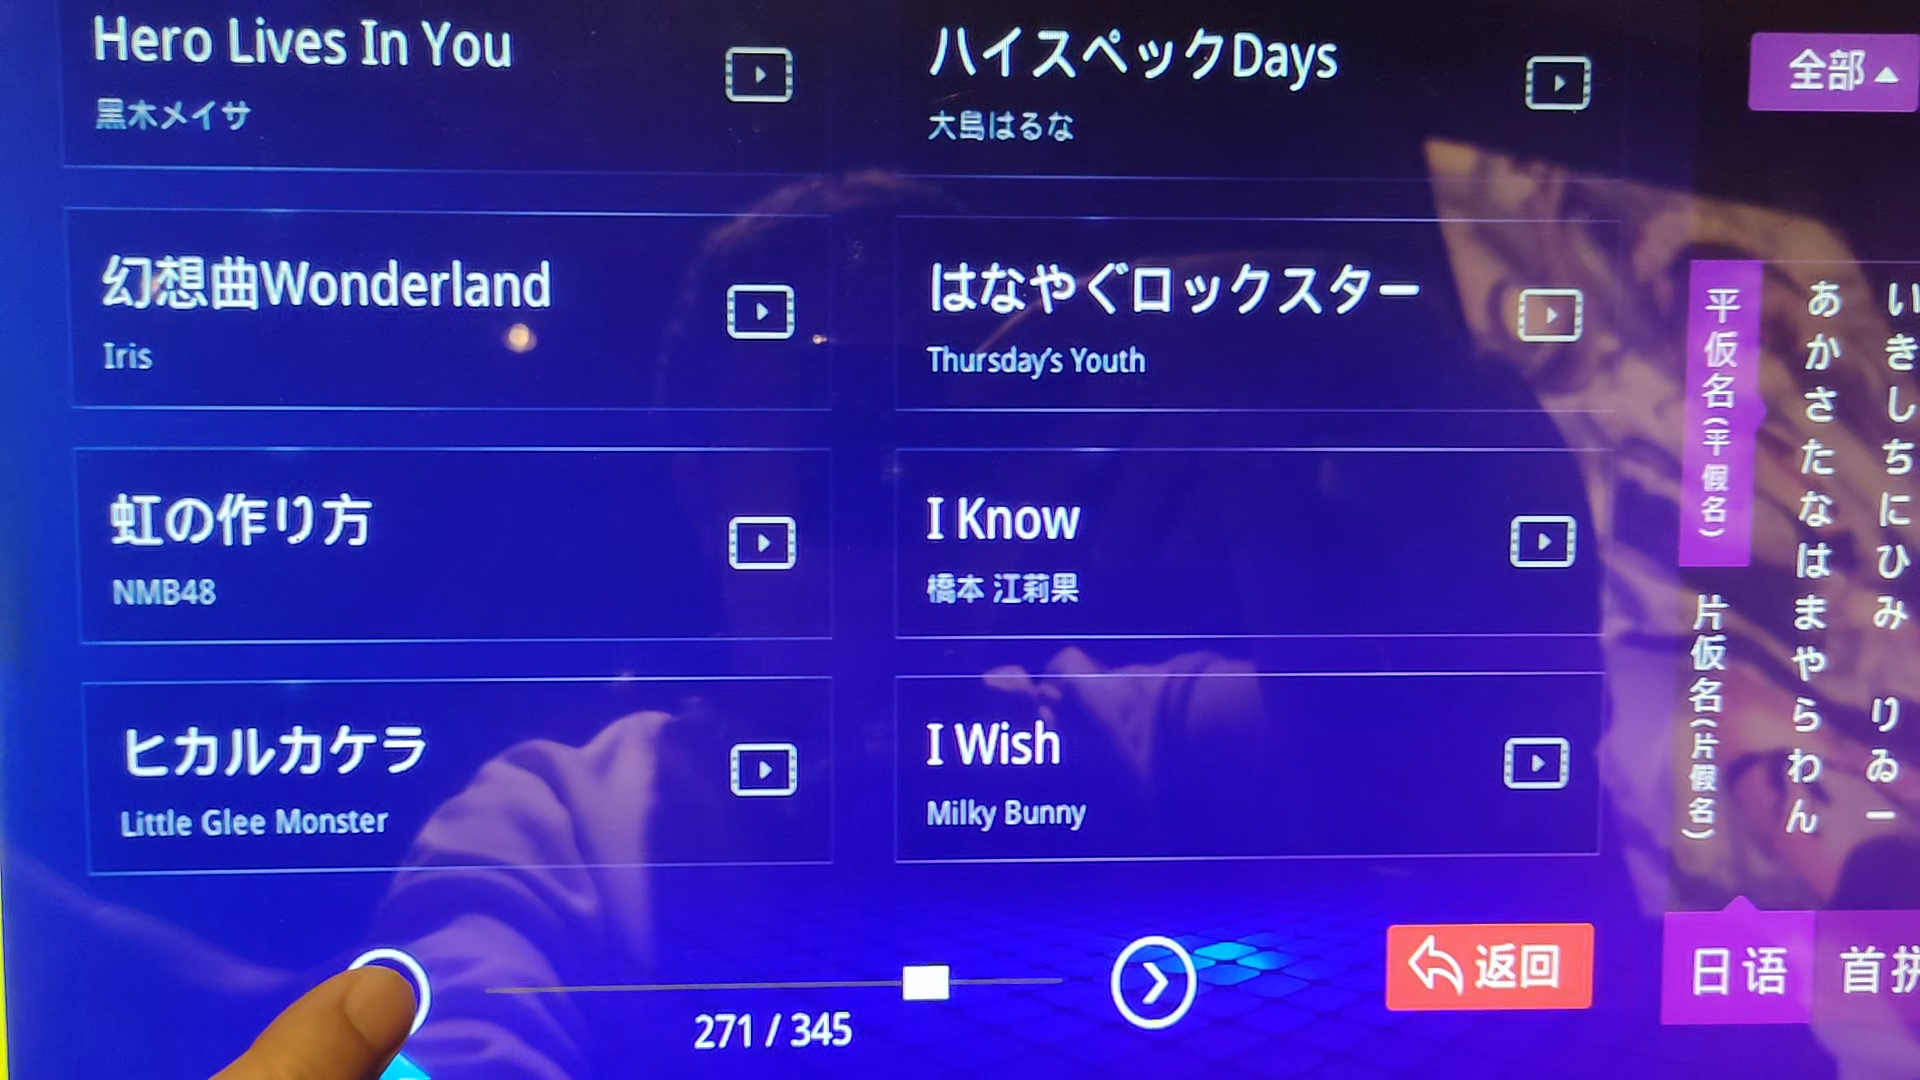 Hero Lives In You
黒木メイサ
ハイスペックDays
大島はるな
幻想曲Wonderland
Iris
はなやぐロックスター
Thursday's Youth
虹の作り方
NMB48
I Know
橋本 江莉果
ヒカルカケラ
Little Glee Monster
I Wish
Milky Bunny
271 / 345
返回
全部
平仮名(平假名)
片仮名(片假名)
あかさたなはまやらわん
いきしちにひみ りゐー
日语
首拼